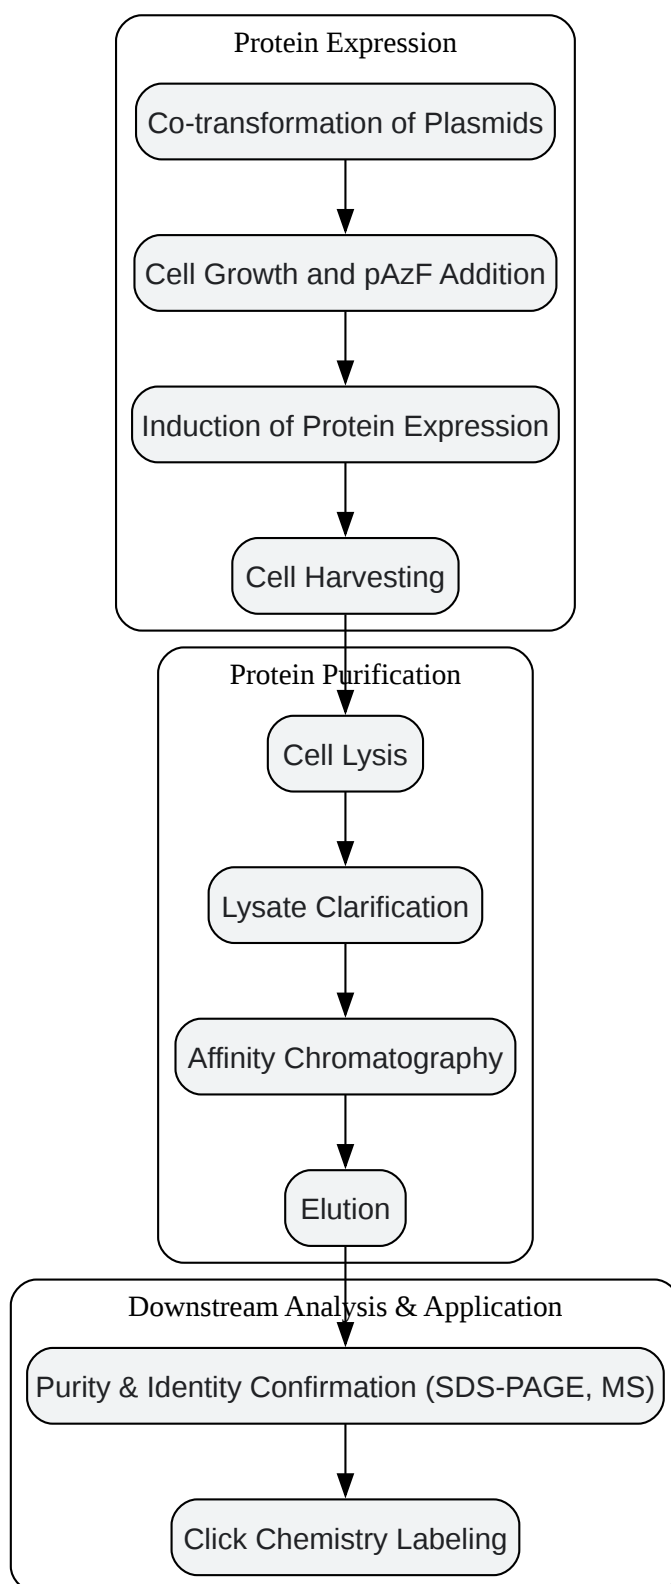 Protein Expression
Co-transformation of Plasmids
Cell Growth and pAzF Addition
Induction of Protein Expression
Cell Harvesting
Protein Purification
Cell Lysis
Lysate Clarification
Affinity Chromatography
Elution
Downstream Analysis & Application
Purity & Identity Confirmation (SDS-PAGE, MS)
Click Chemistry Labeling